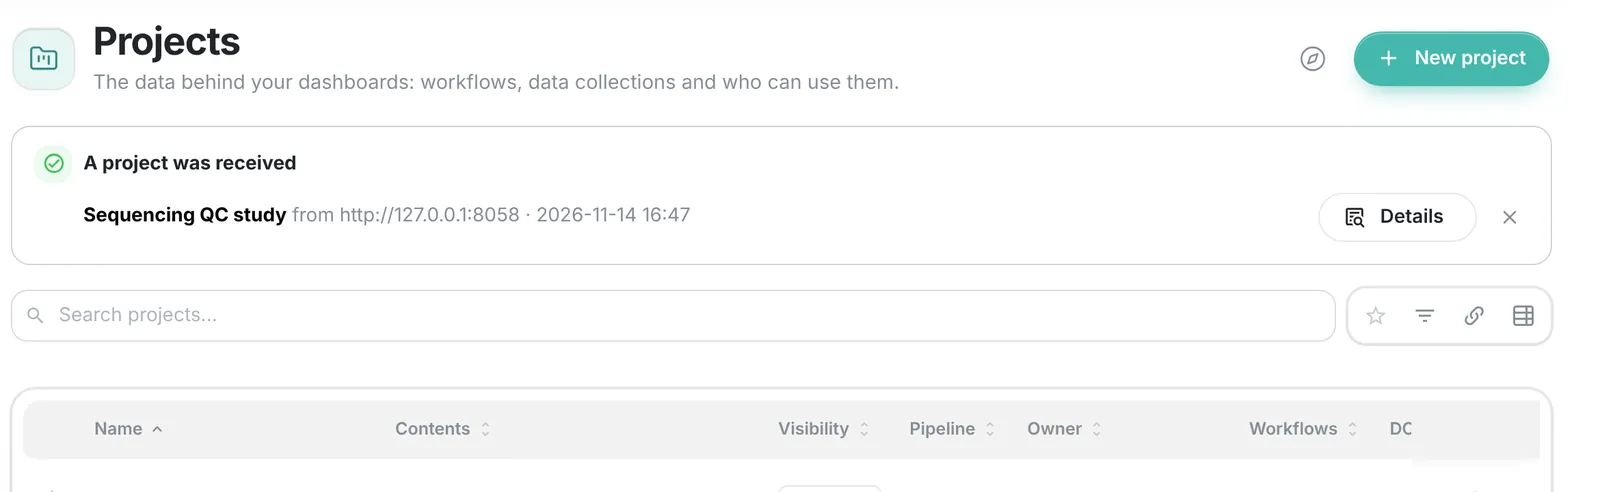 Projects
The data behind your dashboards: workflows, data collections and who can use them.
New project
A project was received
Sequencing QC study from http://127.0.0.1:8058 · 2026-11-14 16:47
Details
Search projects...
Name Contents Visibility Pipeline Owner Workflows DC